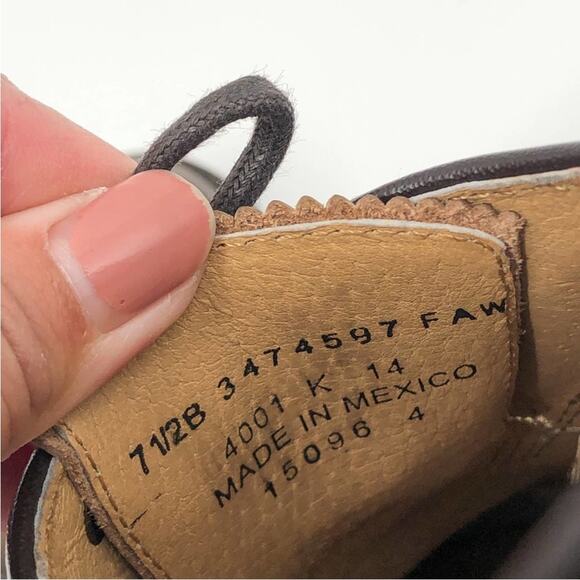 7 1/2B 3474597 FAW
4001 K 14
MADE IN MEXICO
15096 4